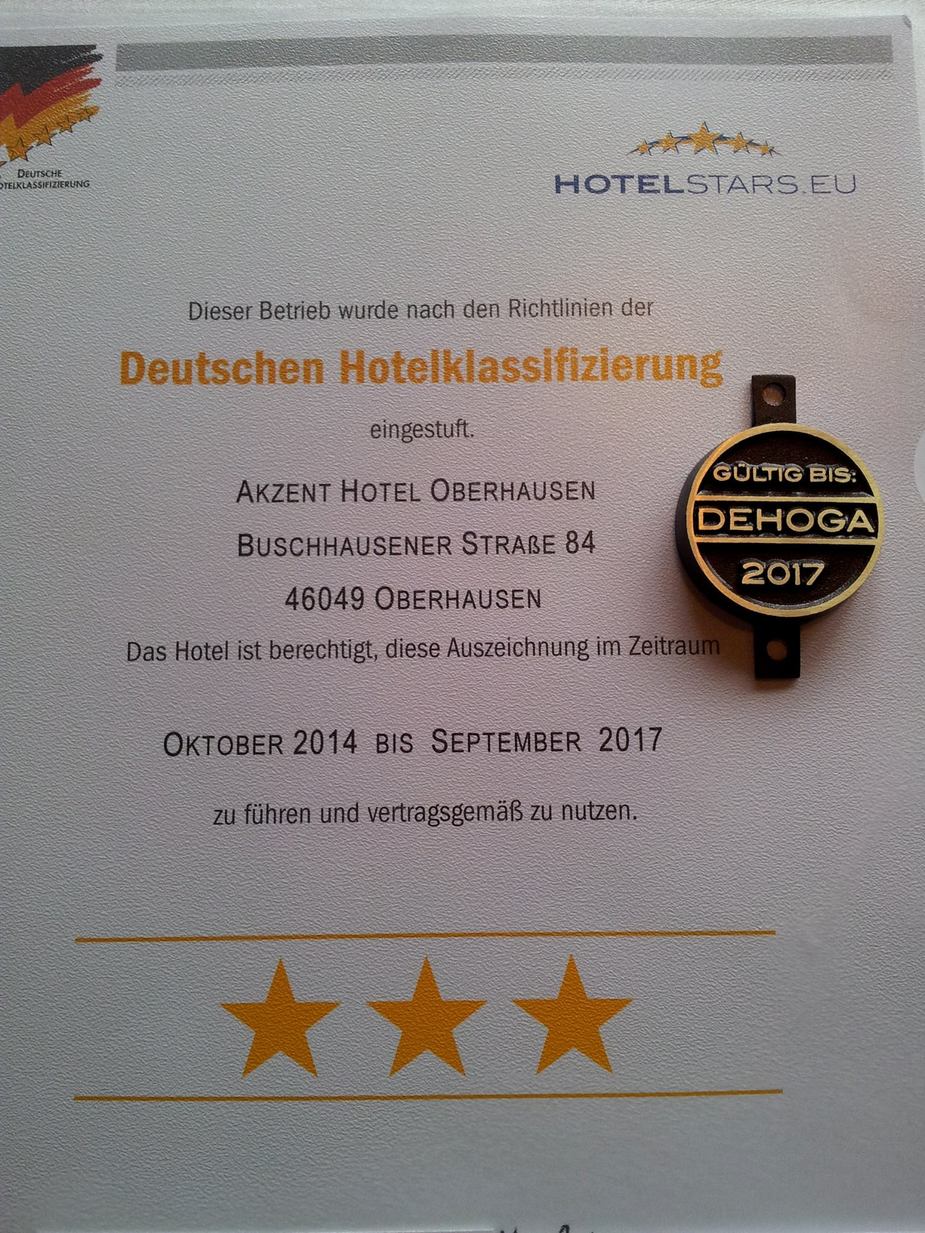 DEUTSCHE
HOTELSTARS.EU
Dieser Betrieb wurde nach den Richtlinien der
Deutschen Hotelklassifizierung
eingestuft.
AKZENT HOTEL OBERHAUSEN
BUSCHHAUSENER STRAßE 84
46049 OBERHAUSEN
Das Hotel ist berechtigt, diese Auszeichnung im Zeitraum
OKTOBER 2014 BIS SEPTEMBER 2017
zu führen und vertragsgemäß zu nutzen.
GÜLTIG BIS:
DEHOGA
2017